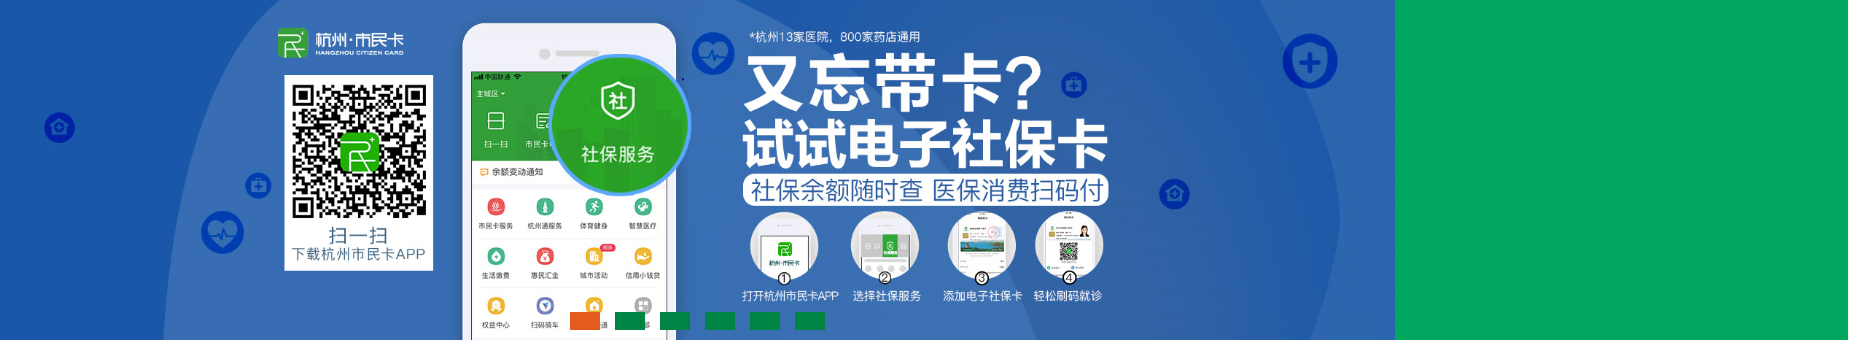 杭州·市民卡
HANGZHOU CITIZEN CARD
扫一扫
下载杭州市民卡APP
中国联通
主城区
扫一扫
市民卡
社
社保服务
余额变动通知
市民卡服务
杭州通服务
体育健身
智慧医疗
生活缴费
惠民汇金
城市活动
信用小钱贷
权益中心
扫码骑车
道
部
*杭州13家医院，800家药店通用
又忘带卡？
试试电子社保卡
社保余额随时查 医保消费扫码付
杭州·市民卡
①
②
③
④
打开杭州市民卡APP
选择社保服务
添加电子社保卡
轻松刷码就诊